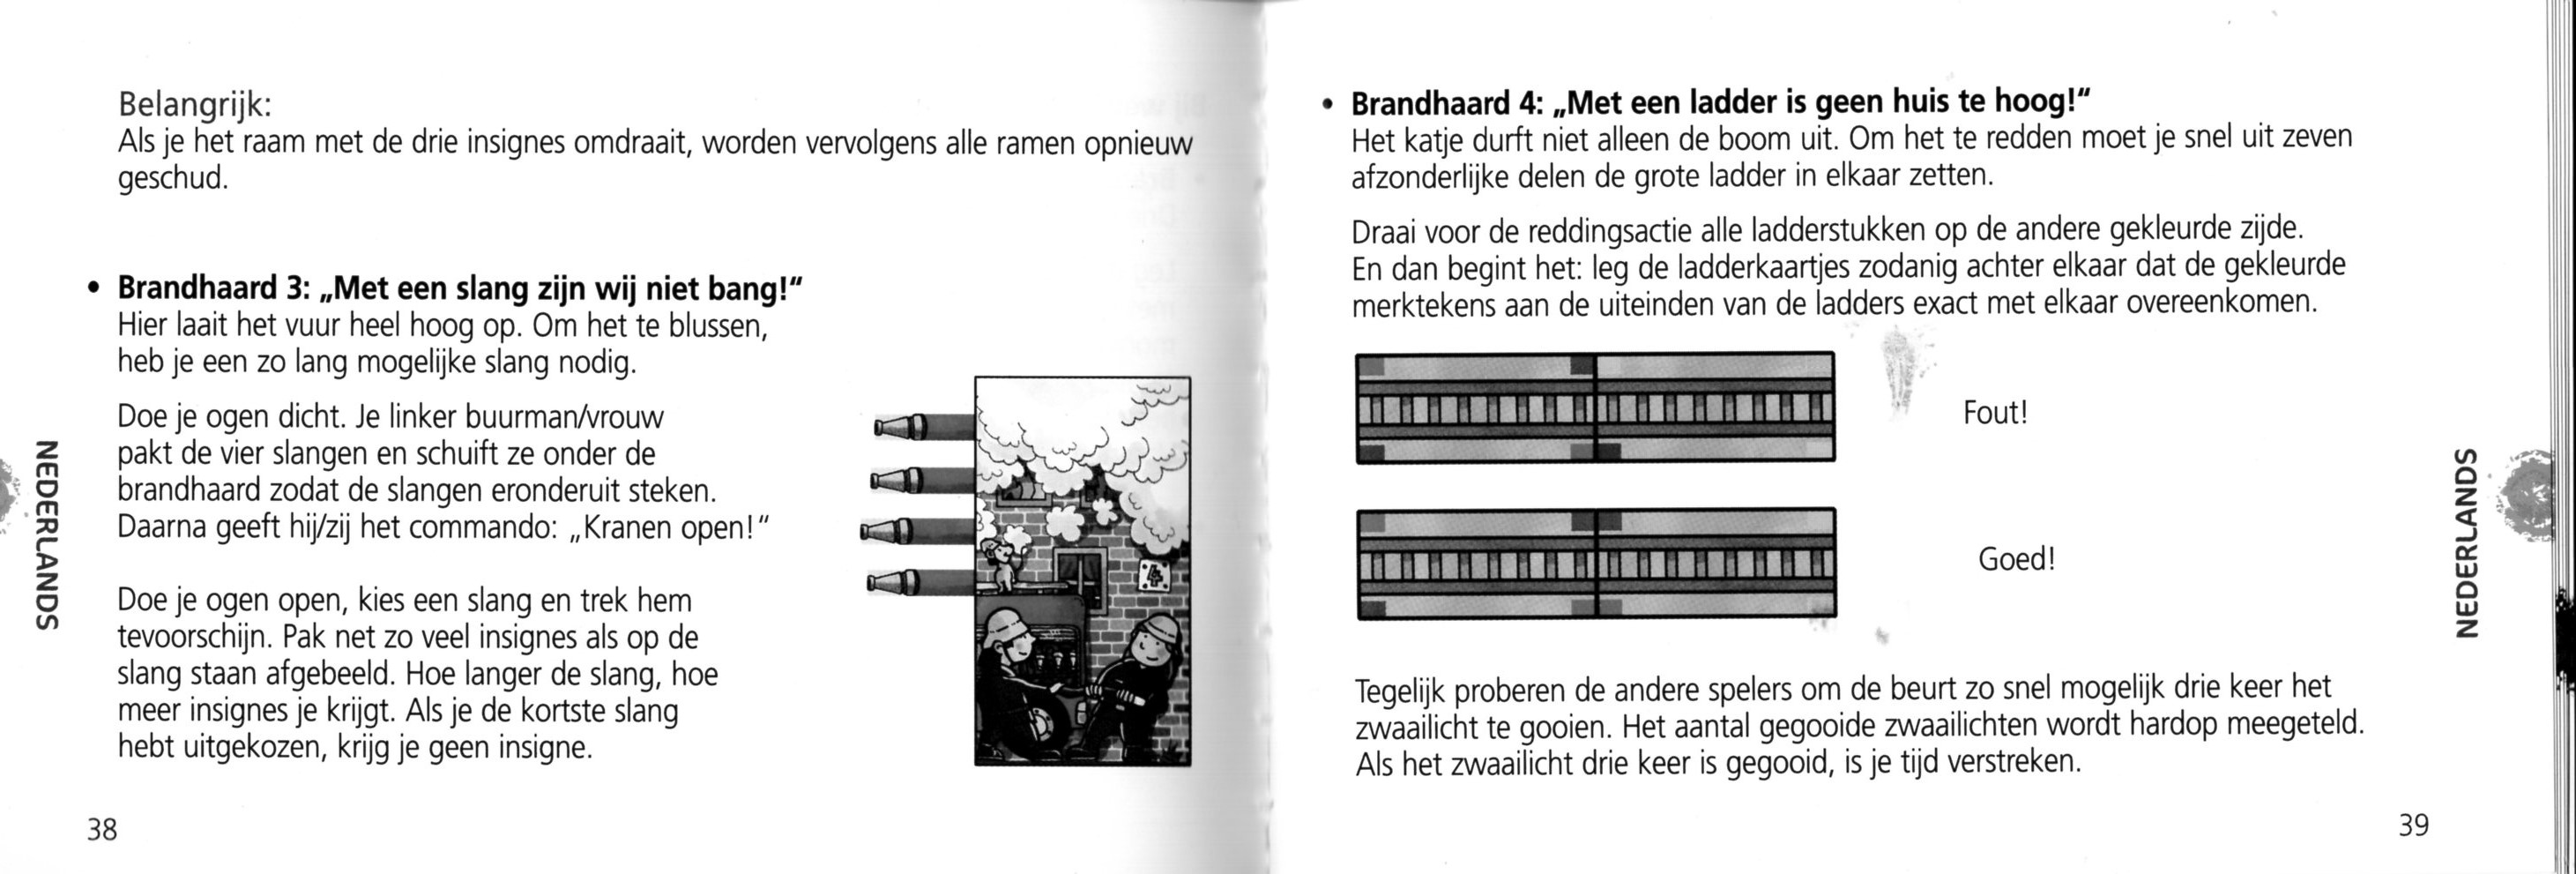 Belangrijk:
Als je het raam met de drie insignes omdraait, worden vervolgens alle ramen opnieuw
geschud.
• Brandhaard 3: „Met een slang zijn wij niet bang!“
Hier laait het vuur heel hoog op. Om het te blussen,
heb je een zo lang mogelijke slang nodig.
Doe je ogen dicht. Je linker buurman/vrouw
pakt de vier slangen en schuift ze onder de
brandhaard zodat de slangen eronderuit steken.
Daarna geeft hij/zij het commando: „Kranen open!“
Doe je ogen open, kies een slang en trek hem
tevoorschijn. Pak net zo veel insignes als op de
slang staan afgebeeld. Hoe langer de slang, hoe
meer insignes je krijgt. Als je de kortste slang
hebt uitgekozen, krijg je geen insigne.
4
NEDERLANDS
38
• Brandhaard 4: „Met een ladder is geen huis te hoog!“
Het katje durft niet alleen de boom uit. Om het te redden moet je snel uit zeven
afzonderlijke delen de grote ladder in elkaar zetten.
Draai voor de reddingsactie alle ladderstukken op de andere gekleurde zijde.
En dan begint het: leg de ladderkaartjes zodanig achter elkaar dat de gekleurde
merktekens aan de uiteinden van de ladders exact met elkaar overeenkomen.
Fout!
Goed!
Tegelijk proberen de andere spelers om de beurt zo snel mogelijk drie keer het
zwaailicht te gooien. Het aantal gegooide zwaailichten wordt hardop meegeteld.
Als het zwaailicht drie keer is gegooid, is je tijd verstreken.
NEDERLANDS
39